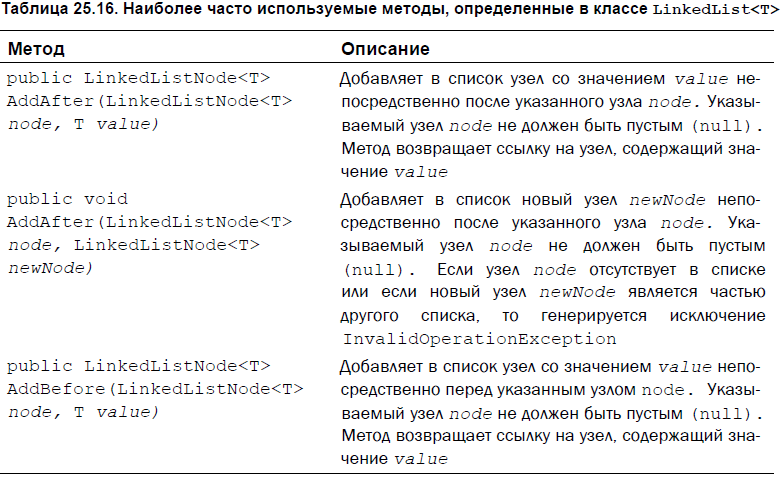 Таблица 25.16. Наиболее часто используемые методы, определенные в классе LinkedList<T>
Метод
Описание
public LinkedListNode<T>
AddAfter(LinkedListNode<T>
node, T value)
Добавляет в список узел со значением value не-
посредственно после указанного узла node. Указы-
ваемый узел node не должен быть пустым (null).
Метод возвращает ссылку на узел, содержащий зна-
чение value
public void
AddAfter(LinkedListNode<T>
node, LinkedListNode<T>
newNode)
Добавляет в список новый узел newNode непо-
средственно после указанного узла node. Ука-
зываемый узел node не должен быть пустым
(null). Если узел node отсутствует в списке
или если новый узел newNode является частью
другого списка, то генерируется исключение
InvalidOperationException
public LinkedListNode<T>
AddBefore(LinkedListNode<T>
node, T value)
Добавляет в список узел со значением value непо-
средственно перед указанным узлом node. Указы-
ваемый узел node не должен быть пустым (null).
Метод возвращает ссылку на узел, содержащий зна-
чение value